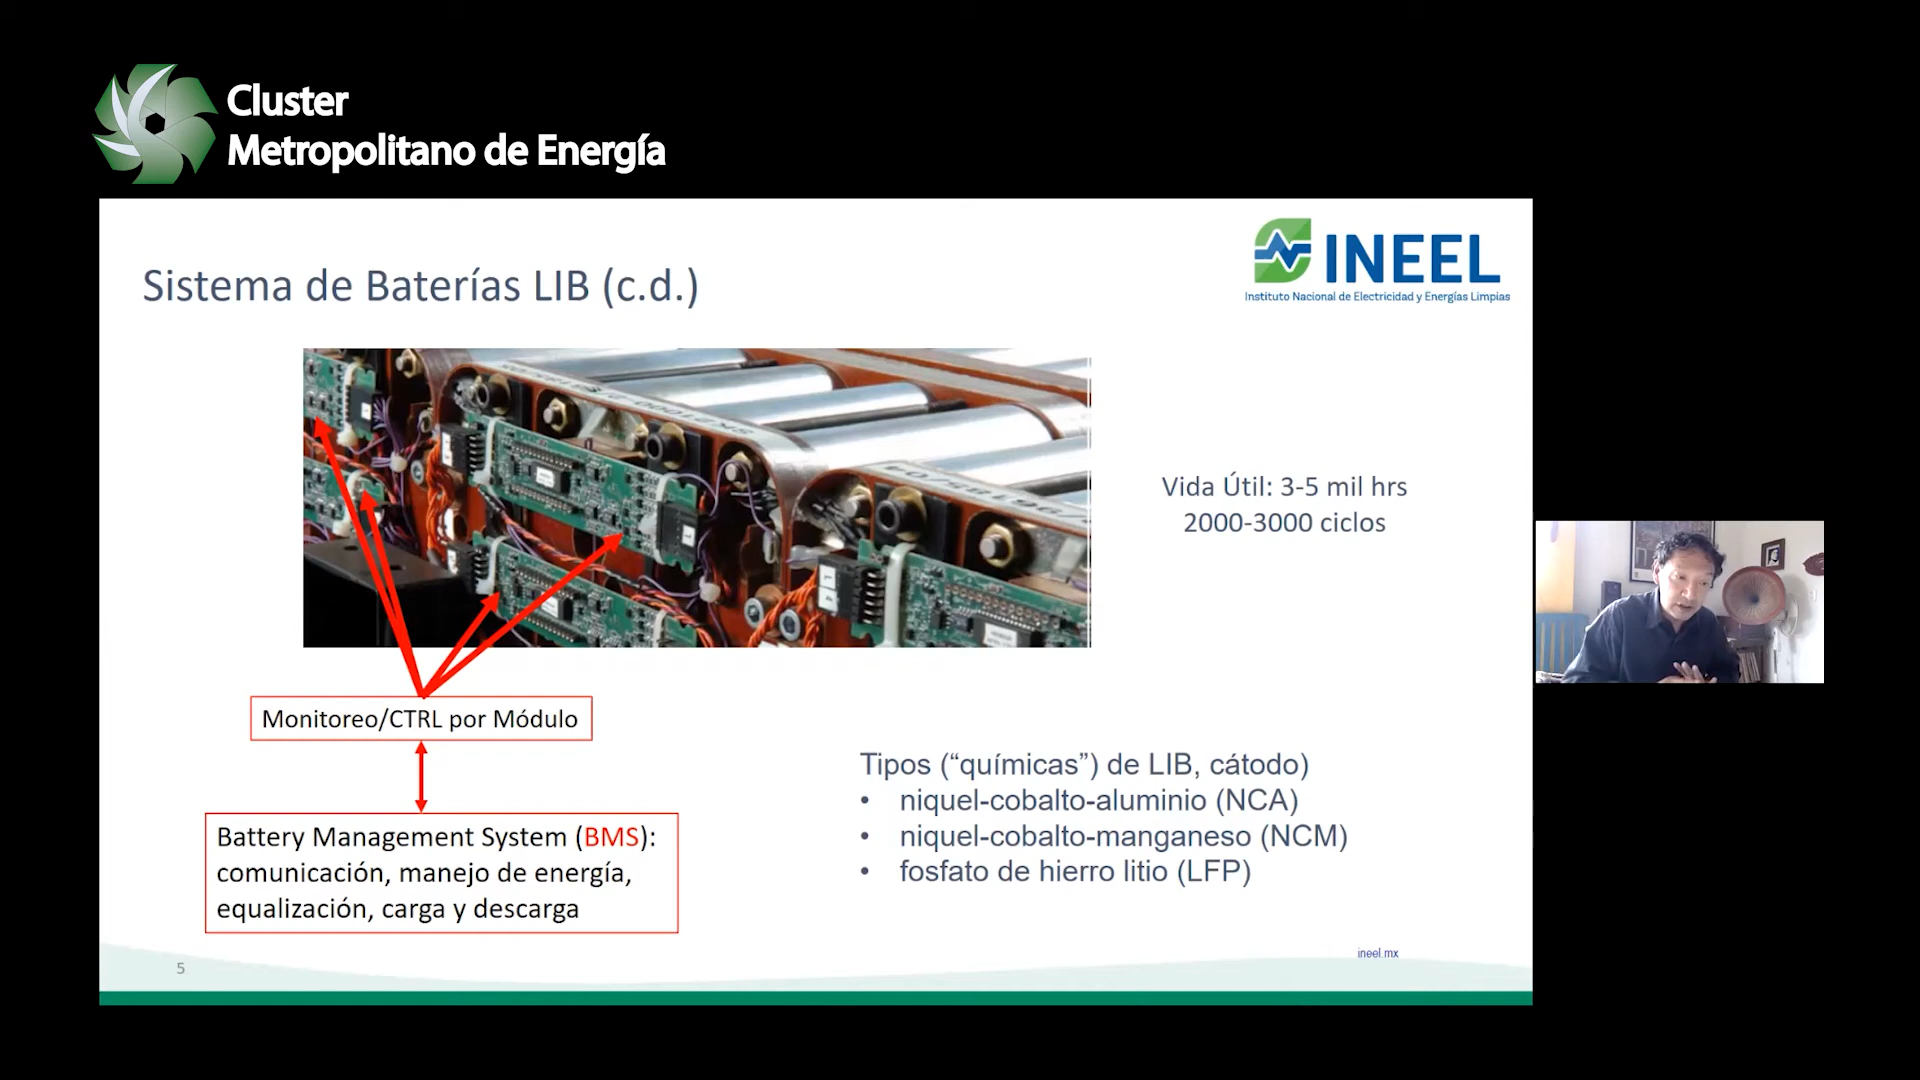 Cluster
Metropolitano de Energía
INEEL
Instituto Nacional de Electricidad y Energías Limpias
Sistema de Baterías LIB (c.d.)
Vida Útil: 3-5 mil hrs
2000-3000 ciclos
Monitoreo/CTRL por Módulo
Battery Management System (BMS):
comunicación, manejo de energía,
equalización, carga y descarga
Tipos (“químicas”) de LIB, cátodo)
• niquel-cobalto-aluminio (NCA)
• niquel-cobalto-manganeso (NCM)
• fosfato de hierro litio (LFP)
ineel.mx
5